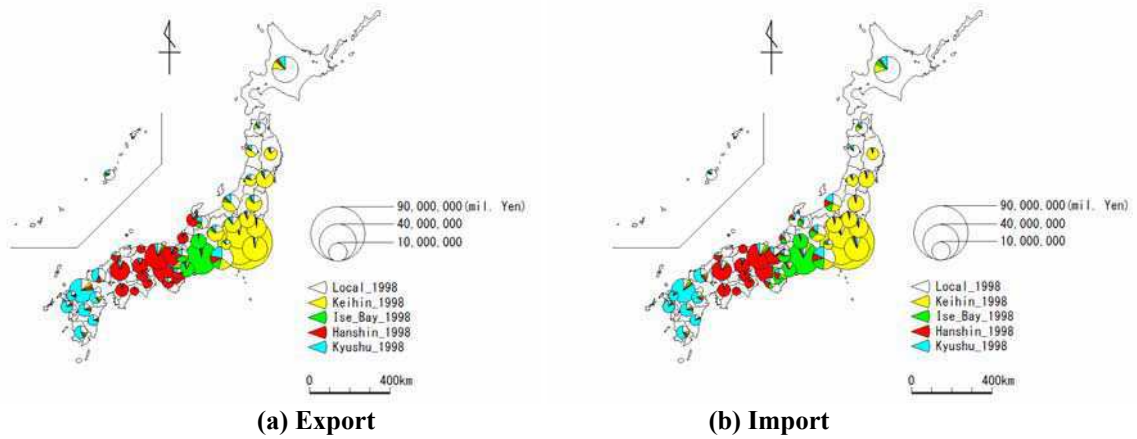 90,000,000(mil. Yen)
40,000,000
10,000,000
Local_1998
Keihin_1998
Ise_Bay_1998
Hanshin_1998
Kyushu_1998
0 400km
(a) Export
90,000,000(mil. Yen)
40,000,000
10,000,000
Local_1998
Keihin_1998
Ise_Bay_1998
Hanshin_1998
Kyushu_1998
0 400km
(b) Import